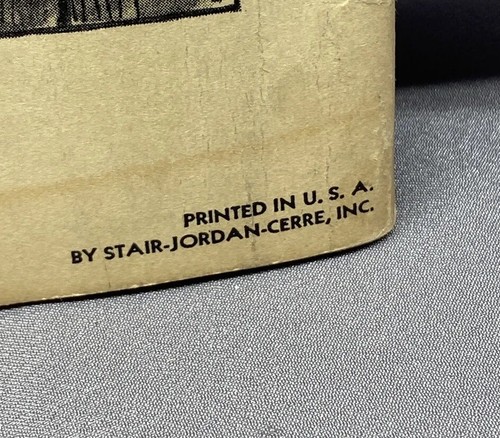 PRINTED IN U. S. A.
BY STAIR-JORDAN-CERRE, INC.